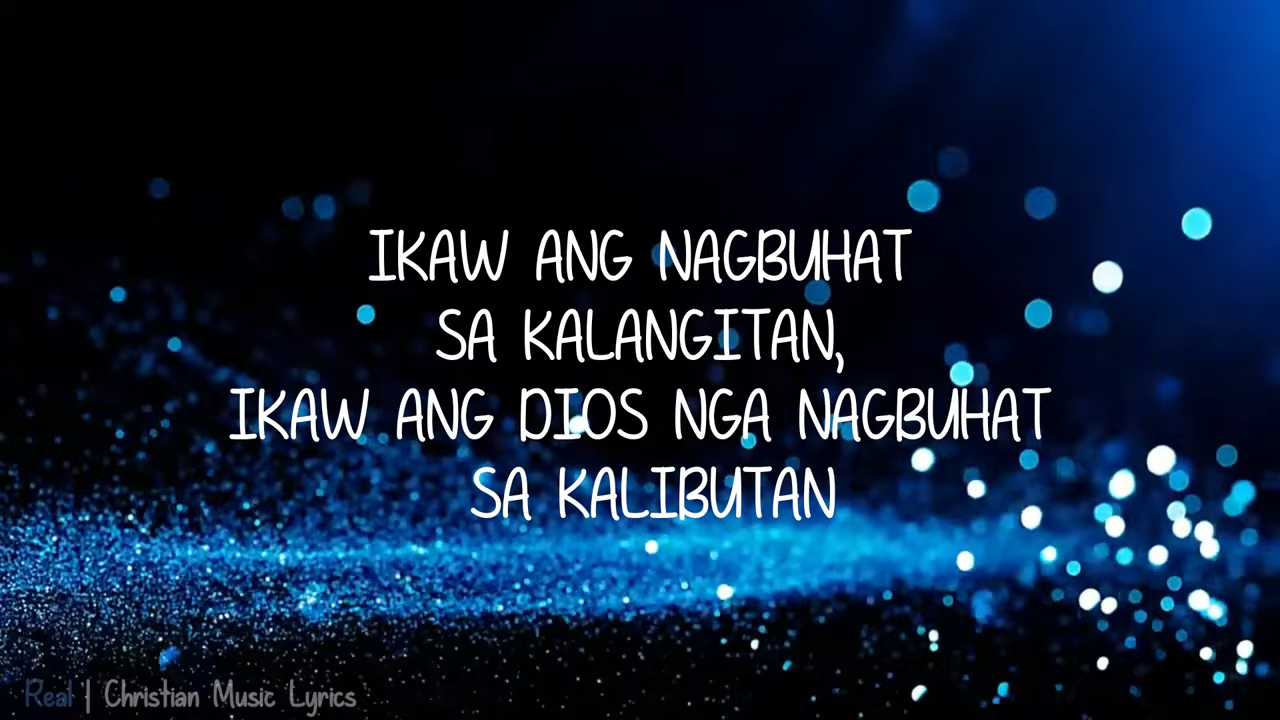 IKAW ANG NAGBUHAT
SA KALANGITAN,
IKAW ANG DIOS NGA NAGBUHAT
SA KALIBUTAN
Real | Christian Music Lyrics